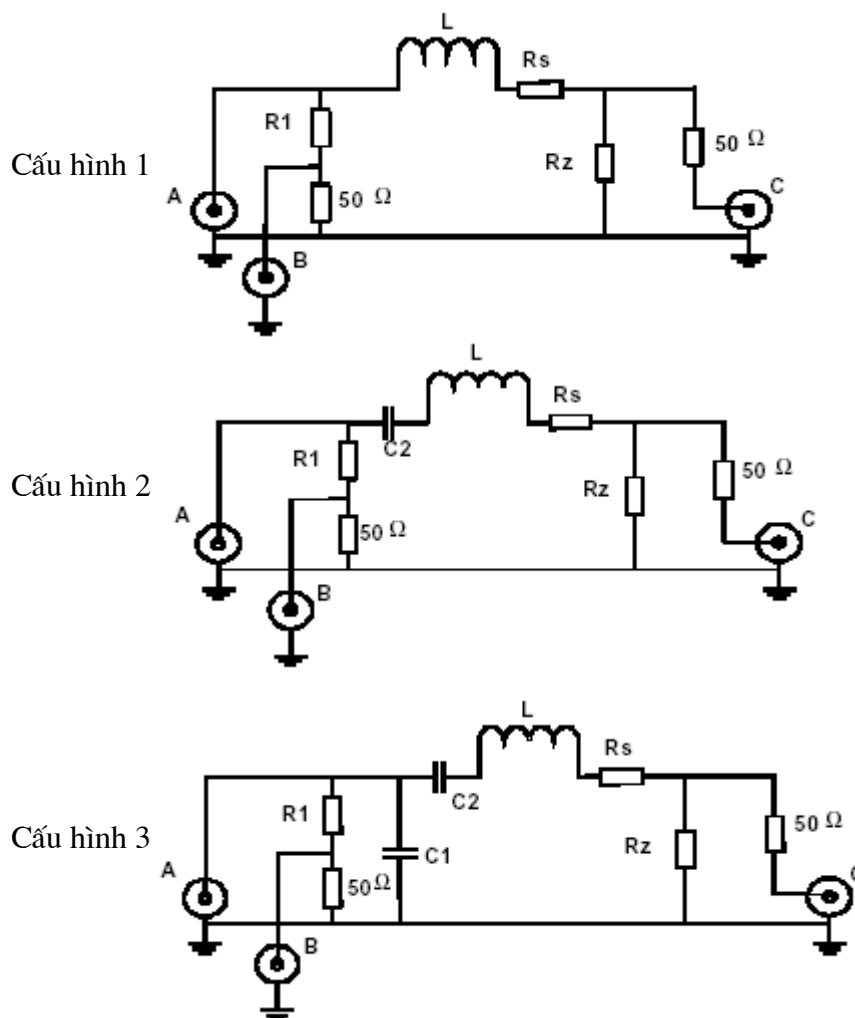 L
Rs
R1
50 Ω
Cấu hình 1
Rz
C
A
50 Ω
B
L
Rs
C2
R1
50 Ω
Cấu hình 2
Rz
C
A
50 Ω
B
L
Rs
C2
R1
50 Ω
Cấu hình 3
C1
Rz
A
50 Ω
C
B